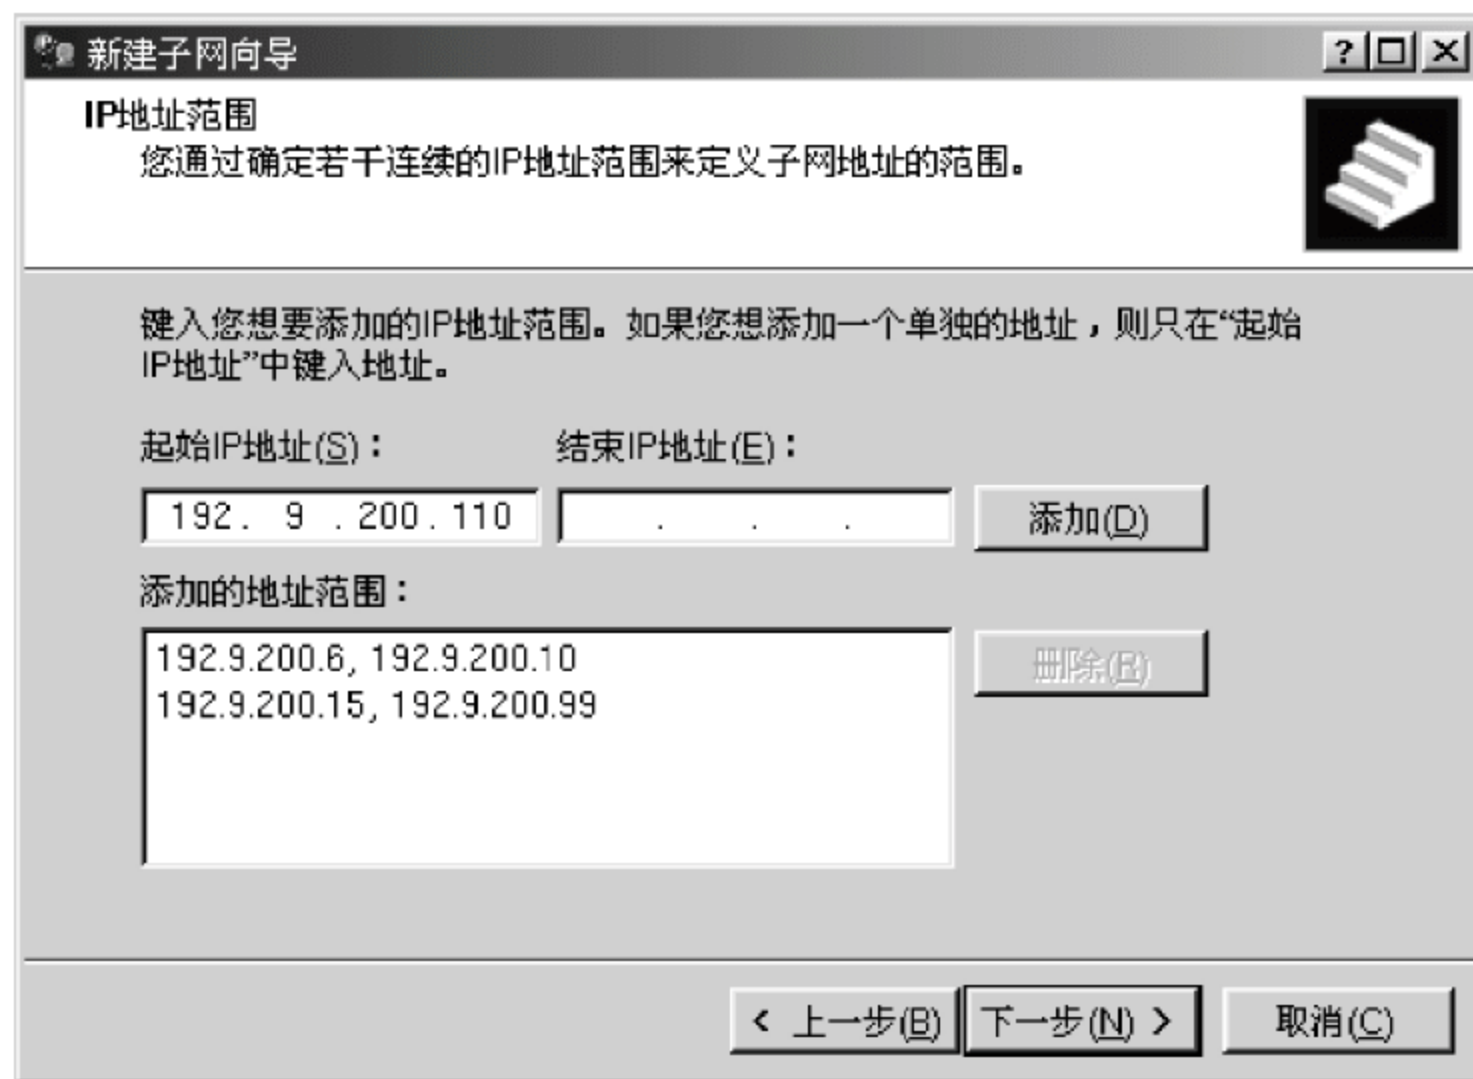 新建子网向导
IP地址范围
您通过确定若干连续的IP地址范围来定义子网地址的范围。
键入您想要添加的IP地址范围。如果您想添加一个单独的地址，则只在“起始
IP地址”中键入地址。
起始IP地址(S)： 结束IP地址(E)：
192. 9 .200.110 . . . 添加(D)
添加的地址范围：
192.9.200.6, 192.9.200.10 删除(R)
192.9.200.15, 192.9.200.99
< 上一步(B) 下一步(N) > 取消(C)